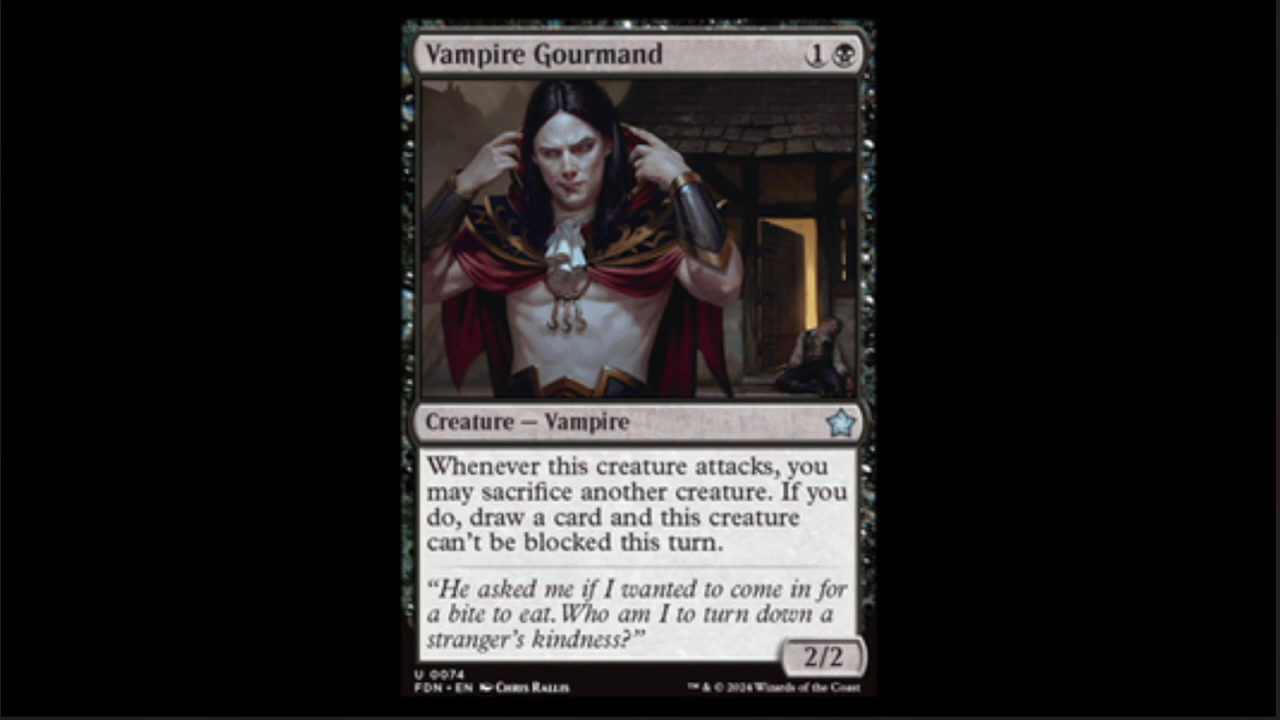 Vampire Gourmand 1
Creature — Vampire
Whenever this creature attacks, you
may sacrifice another creature. If you
do, draw a card and this creature
can't be blocked this turn.
“He asked me if I wanted to come in for
a bite to eat. Who am I to turn down a
stranger's kindness?”
2/2
U 0074
FDN • EN Chris Rallis ™ & © 2024 Wizards of the Coast